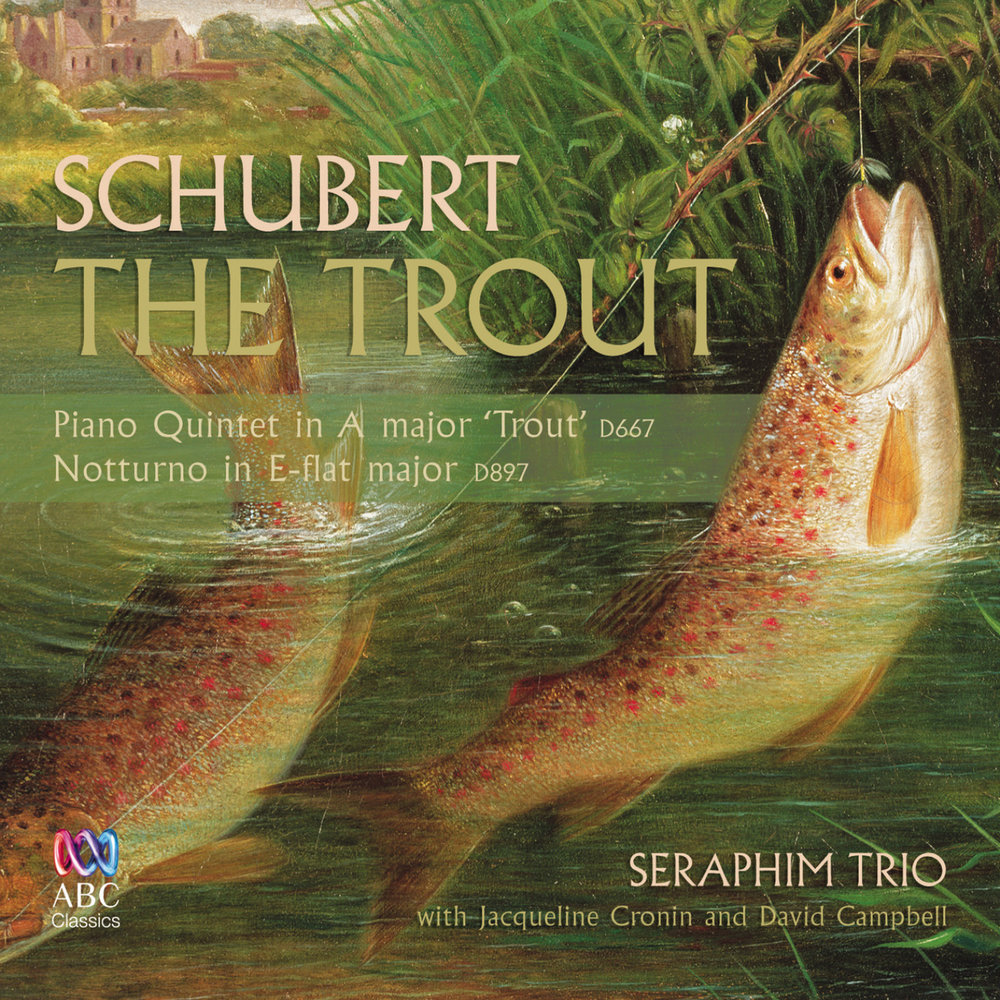 SCHUBERT
THE TROUT
Piano Quintet in A major ‘Trout’ D667
Notturno in E-flat major D897
ABC
Classics
SERAPHIM TRIO
with Jacqueline Cronin and David Campbell